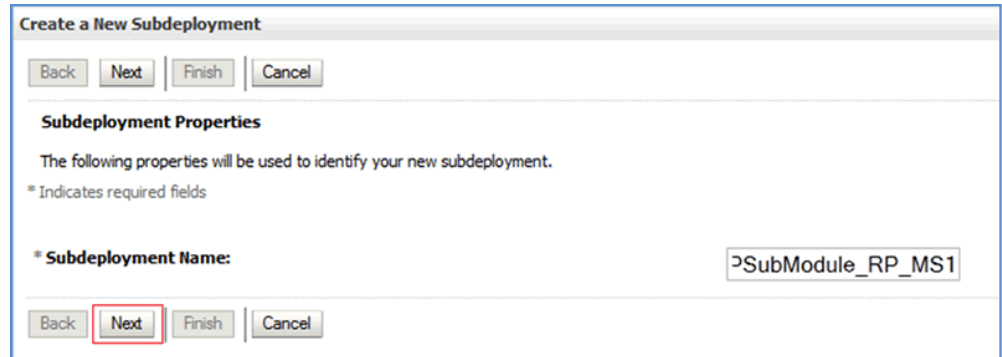 Create a New Subdeployment
Back Next Finish Cancel
Subdeployment Properties
The following properties will be used to identify your new subdeployment.
* Indicates required fields
* Subdeployment Name: PSubModule_RP_MS1
Back Next Finish Cancel